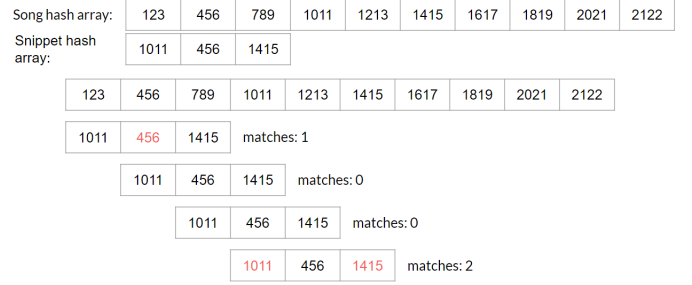 Song hash array: 123 456 789 1011 1213 1415 1617 1819 2021 2122
Snippet hash
array: 1011 456 1415
123 456 789 1011 1213 1415 1617 1819 2021 2122
1011 456 1415 matches: 1
1011 456 1415 matches: 0
1011 456 1415 matches: 0
1011 456 1415 matches: 2